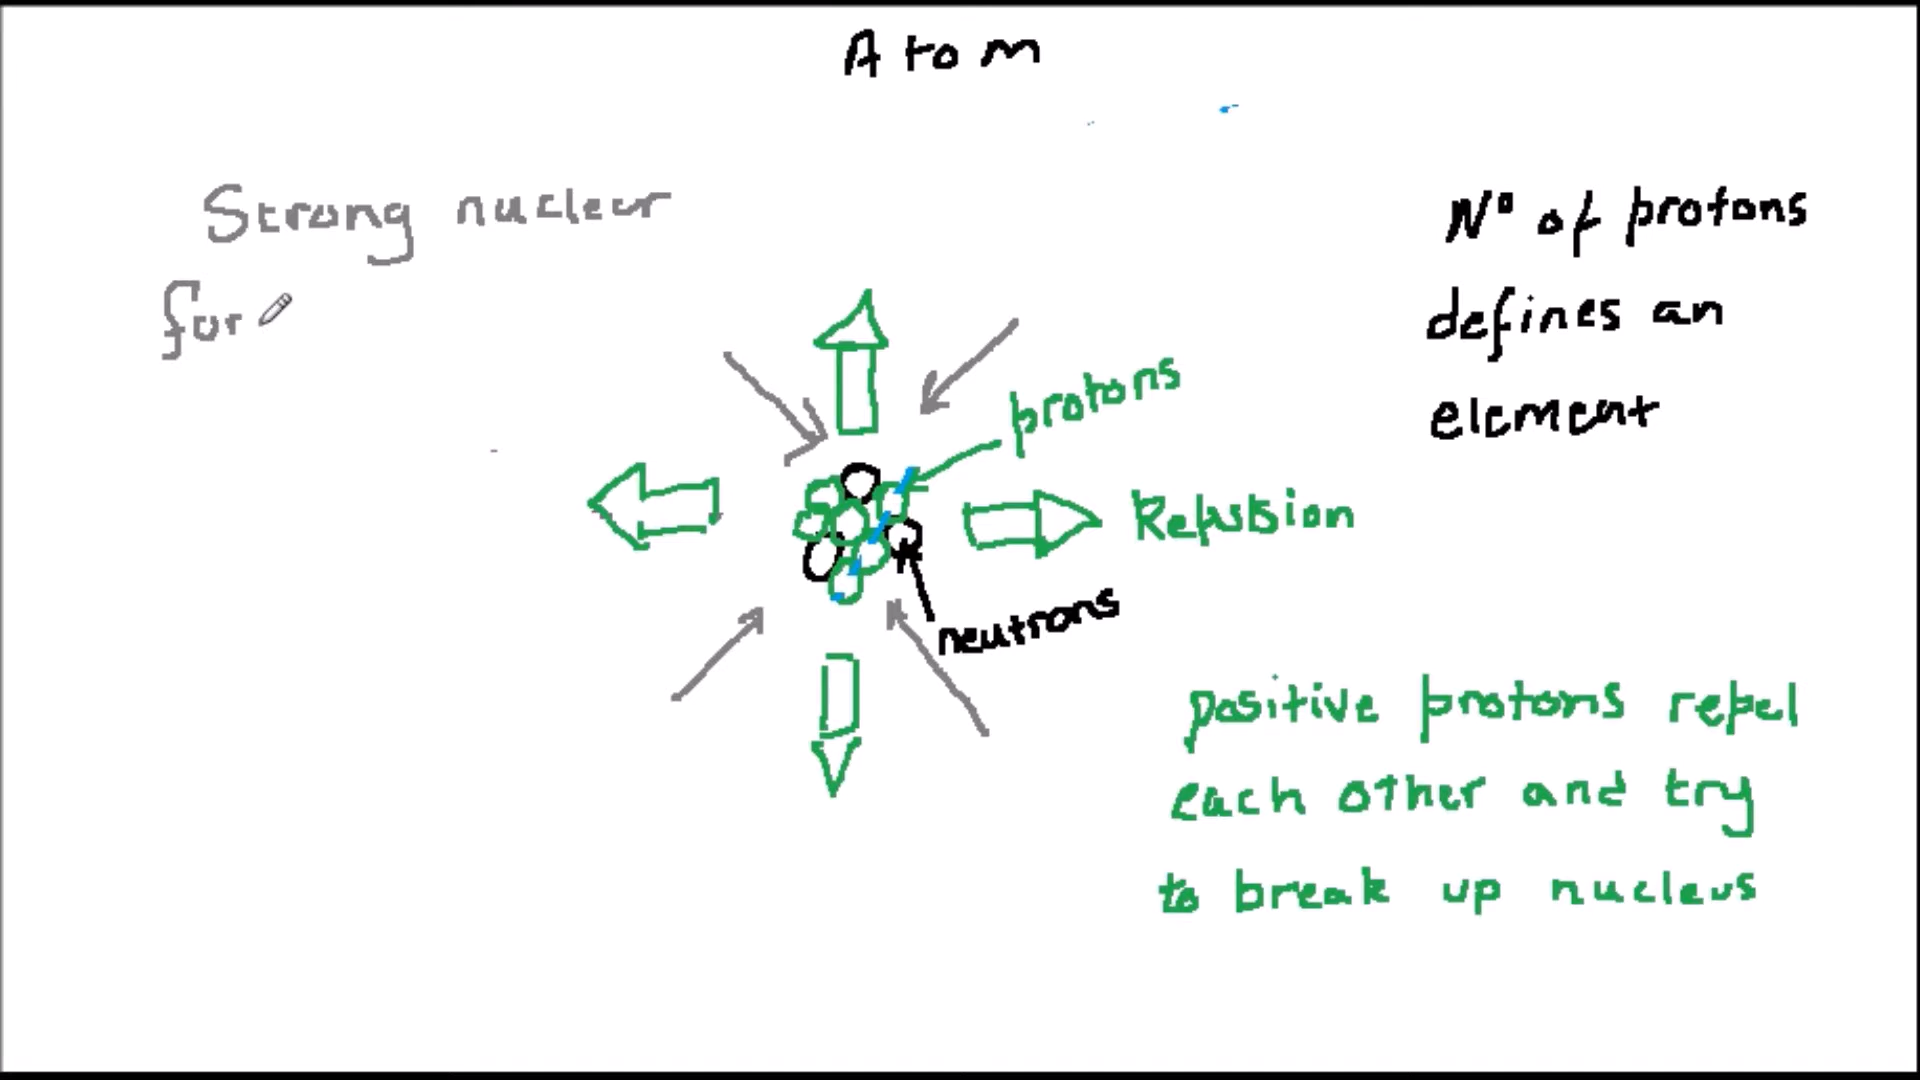 Atom
Strong nuclear
for
Nº of protons
defines an
element
protons
Repulsion
neutrons
positive protons repel
each other and try
to break up nucleus